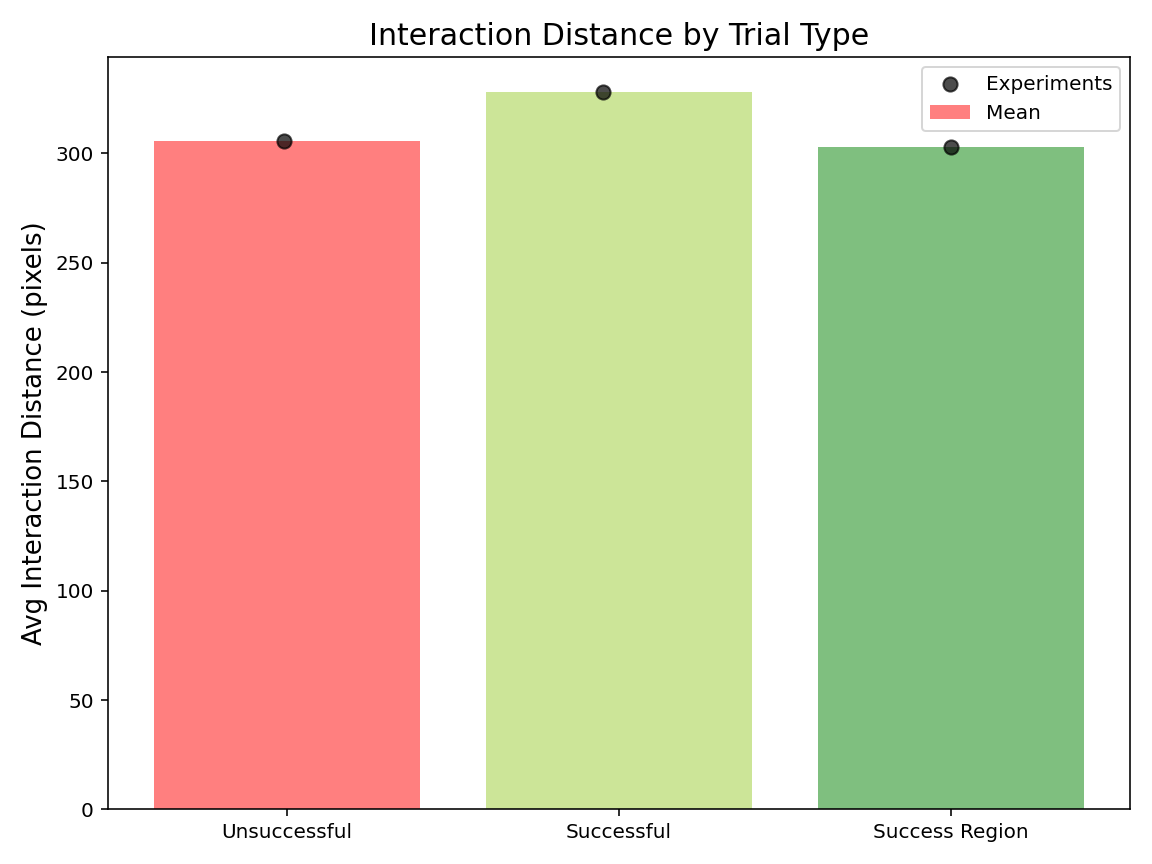 Interaction Distance by Trial Type
Experiments
Mean
Avg Interaction Distance (pixels)
300
250
200
150
100
50
0
Unsuccessful
Successful
Success Region